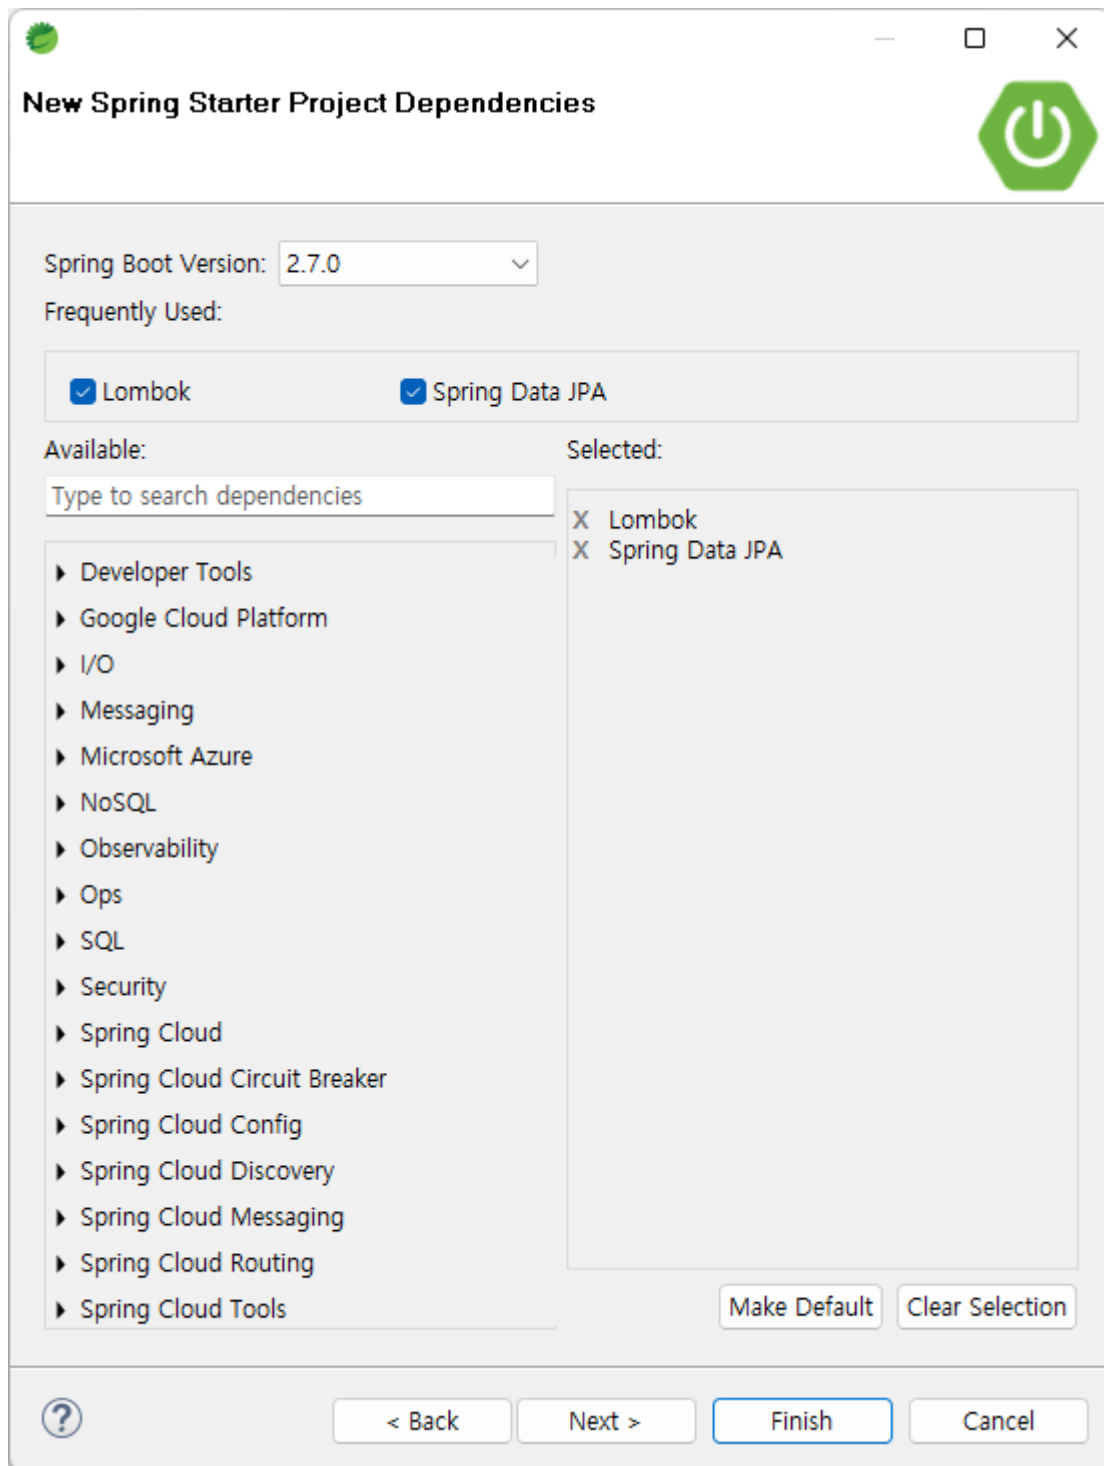 New Spring Starter Project Dependencies
Spring Boot Version: 2.7.0
Frequently Used:
Lombok Spring Data JPA
Available:
Type to search dependencies
Developer Tools
Google Cloud Platform
I/O
Messaging
Microsoft Azure
NoSQL
Observability
Ops
SQL
Security
Spring Cloud
Spring Cloud Circuit Breaker
Spring Cloud Config
Spring Cloud Discovery
Spring Cloud Messaging
Spring Cloud Routing
Spring Cloud Tools
Selected:
X Lombok
X Spring Data JPA
Make Default Clear Selection
? < Back Next > Finish Cancel